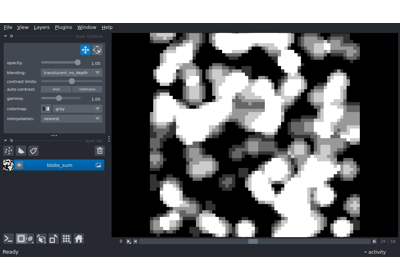 File View Layers Plugins Window Help
opacity: 1.00
blending: translucent_no_depth
contrast limits:
auto-contrast: once continuous
gamma: 1.00
colormap: gray
interpolation: nearest
blobs_sum
Ready activity